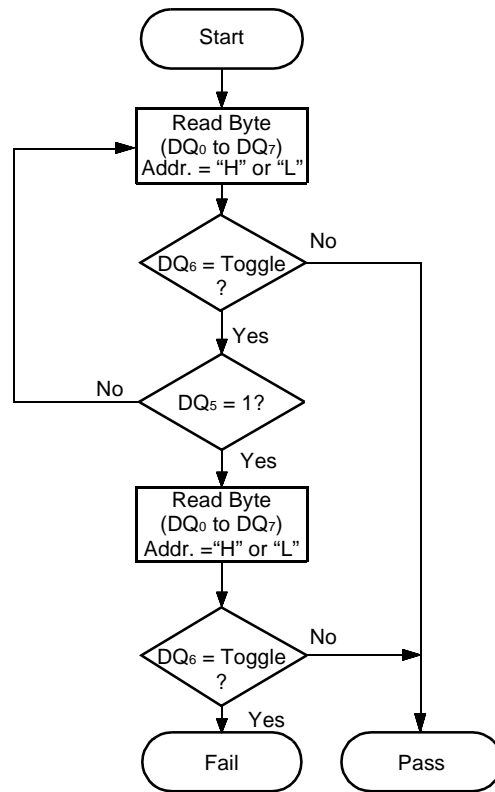 Start
Read Byte
(DQ0 to DQ7)
Addr. = “H” or “L”
No
DQ6 = Toggle
?
Yes
No
DQ5 = 1?
Yes
Read Byte
(DQ0 to DQ7)
Addr. =“H” or “L”
No
DQ6 = Toggle
?
Yes
Fail
Pass